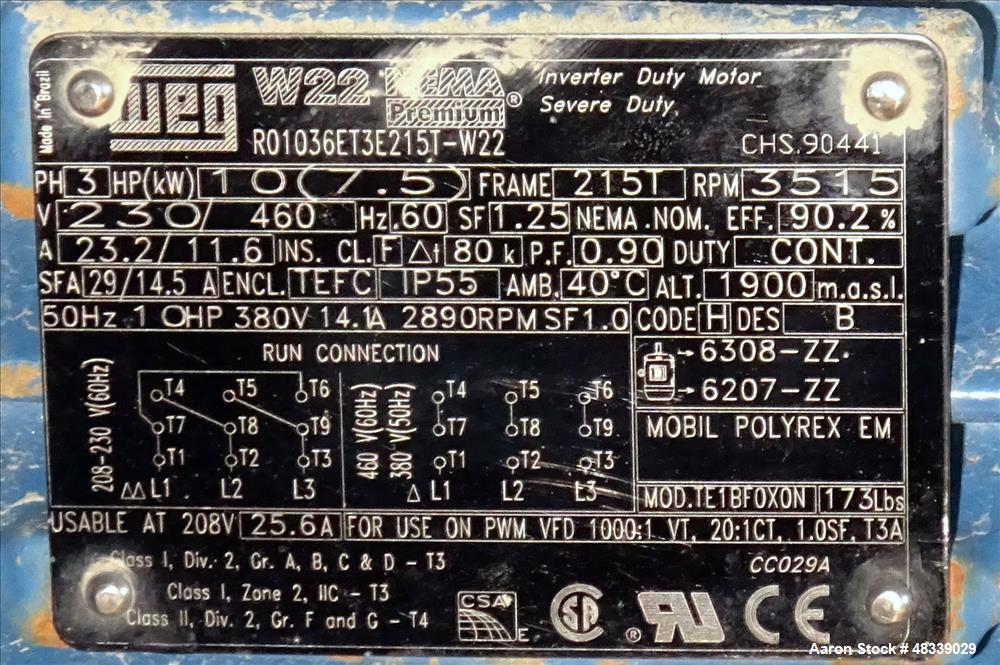 Made in Brazil
WEG W22 NEMA Premium® Inverter Duty Motor
Severe Duty
R01036ET3E215T-W22 CHS.90441
PH 3 HP(kW) 10(7.5) FRAME 215T RPM 3515
V 230/ 460 Hz 60 SF 1.25 NEMA .NOM. EFF. 90.2 %
A 23.2/ 11.6 INS. CL. F Δt 80 k P.F. 0.90 DUTY CONT.
SFA 29/14.5 A ENCL. TEFC IP55 AMB. 40°C ALT. 1900 m.a.s.l.
50Hz 10HP 380V 14.1A 2890RPM SF1.0 CODE H DES B
RUN CONNECTION
208-230 V(60Hz)
T4 T5 T6
T7 T8 T9
T1 T2 T3
ΔΔ L1 L2 L3
460 V(60Hz)
380 V(50Hz)
T4 T5 T6
T7 T8 T9
T1 T2 T3
Δ L1 L2 L3
6308-ZZ
6207-ZZ
MOBIL POLYREX EM
MOD.TE1BF0X0N 173Lbs
USABLE AT 208V 25.6A FOR USE ON PWM VFD 1000:1 VT, 20:1CT, 1.0SF, T3A
Class I, Div. 2, Gr. A, B, C & D - T3
CC029A
Class I, Zone 2, IIC - T3
Class II, Div. 2, Gr. F and G - T4
CSA E
SA ® RU CE
Aaron Stock # 48339029